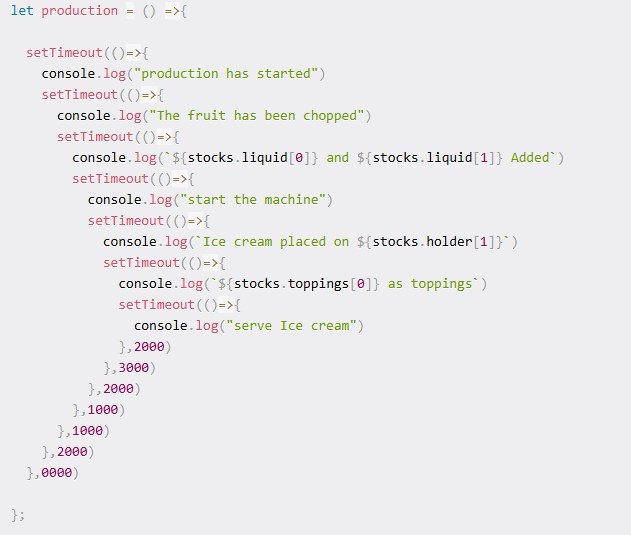 let production = () =>{
setTimeout(()=>{
console.log("production has started")
setTimeout(()=>{
console.log("The fruit has been chopped")
setTimeout(()=>{
console.log(`${stocks.liquid[0]} and ${stocks.liquid[1]} Added`)
setTimeout(()=>{
console.log("start the machine")
setTimeout(()=>{
console.log(`Ice cream placed on ${stocks.holder[1]}`)
setTimeout(()=>{
console.log(`${stocks.toppings[0]} as toppings`)
setTimeout(()=>{
console.log("serve Ice cream")
},2000)
},3000)
},2000)
},1000)
},1000)
},2000)
},0000)
};